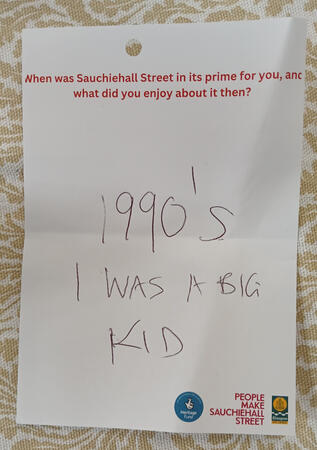 When was Sauchiehall Street in its prime for you, and
what did you enjoy about it then?
1990's
I WAS A BIG
KID
Heritage
Fund
PEOPLE
MAKE
SAUCHIEHALL
STREET